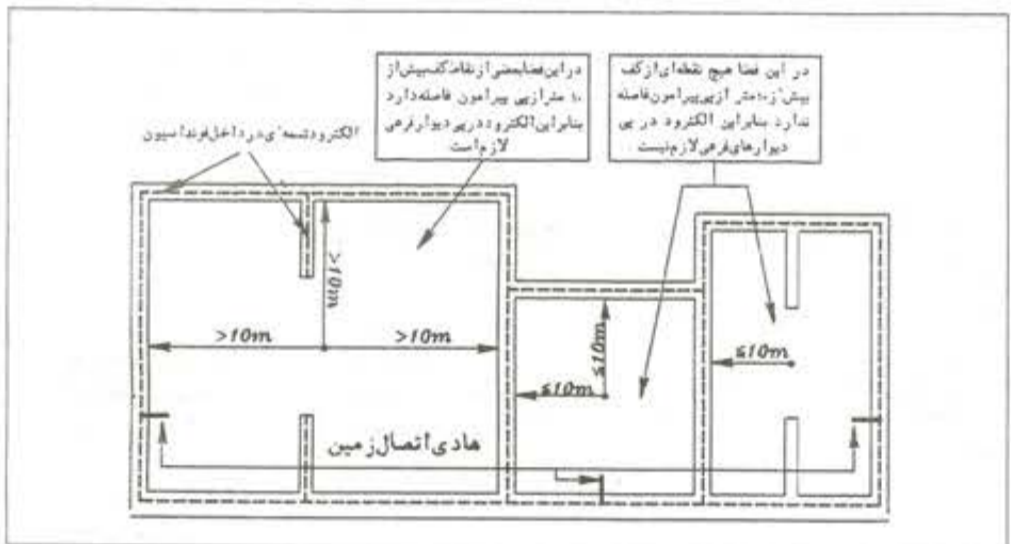 در این فضا هیچ نقطه‌ای از کف
بیش از ۱۰ متر از پی پیرامون فاصله
ندارد بنابراین الکترود در پی
دیوارهای فرعی لازم نیست
در این فضا بعضی از نقاط کف بیش از
۱۰ متر از پی پیرامون فاصله دارد
بنابراین الکترود در پی دیوار فرعی
لازم است
الکترود تسمه‌ای در داخل فونداسیون
>10m
>10m
>10m
≤10m
≤10m
≤10m
هادی اتصال زمین